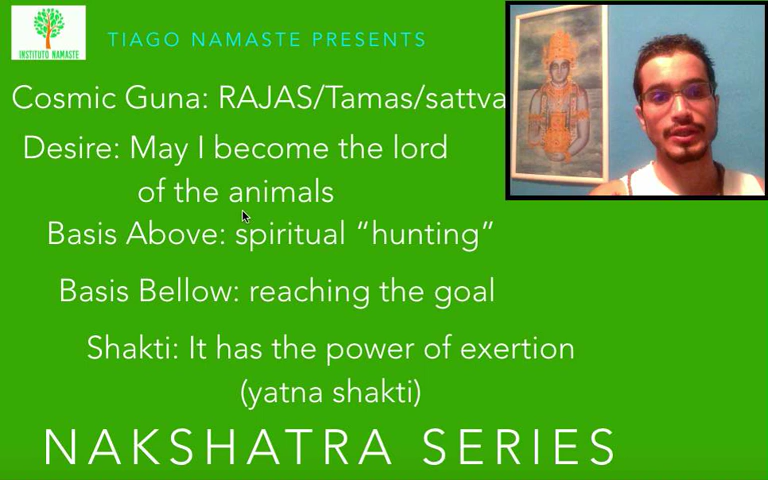 INSTITUTO NAMASTE
TIAGO NAMASTE PRESENTS
Cosmic Guna: RAJAS/Tamas/sattva
Desire: May I become the lord
of the animals
Basis Above: spiritual “hunting”
Basis Bellow: reaching the goal
Shakti: It has the power of exertion
(yatna shakti)
NAKSHATRA SERIES